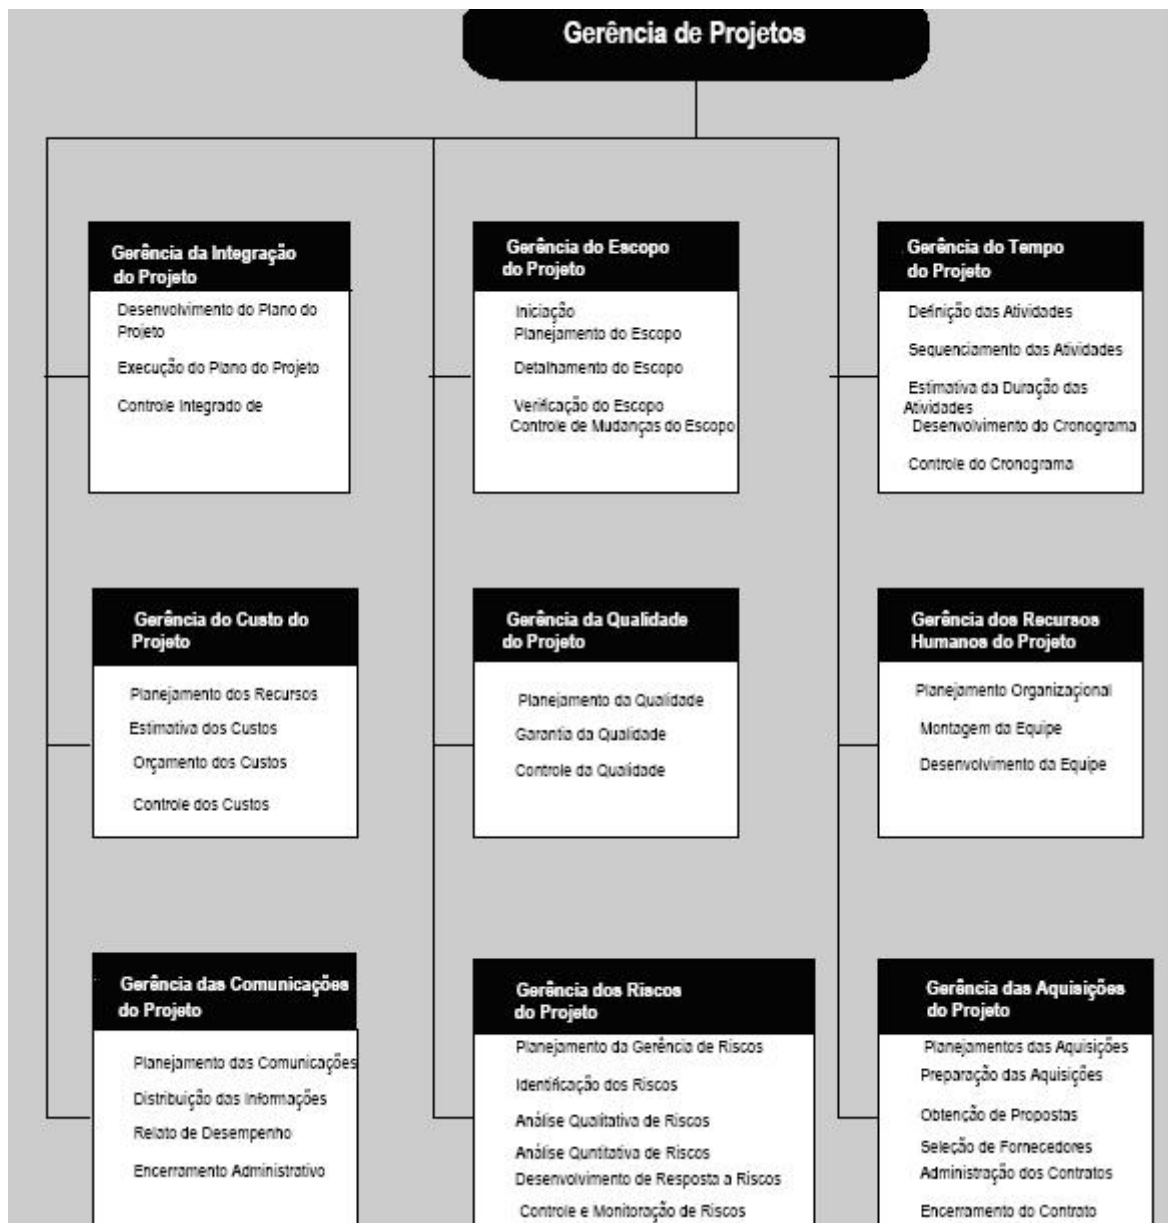 Gerência de Projetos
Gerência da Integração
do Projeto
Desenvolvimento do Plano do
Projeto
Execução do Plano do Projeto
Controle Integrado de
Gerência do Escopo
do Projeto
Iniciação
Planejamento do Escopo
Detalhamento do Escopo
Verificação do Escopo
Controle de Mudanças do Escopo
Gerência do Tempo
do Projeto
Definição das Atividades
Sequenciamento das Atividades
Estimativa da Duração das
Atividades
Desenvolvimento do Cronograma
Controle do Cronograma
Gerência do Custo do
Projeto
Planejamento dos Recursos
Estimativa dos Custos
Orçamento dos Custos
Controle dos Custos
Gerência da Qualidade
do Projeto
Planejamento da Qualidade
Garantia da Qualidade
Controle da Qualidade
Gerência dos Recursos
Humanos do Projeto
Planejamento Organizacional
Montagem da Equipe
Desenvolvimento da Equipe
Gerência das Comunicações
do Projeto
Planejamento das Comunicações
Distribuição das Informações
Relato de Desempenho
Encerramento Administrativo
Gerência dos Riscos
do Projeto
Planejamento da Gerência de Riscos
Identificação dos Riscos
Análise Qualitativa de Riscos
Análise Quntitativa de Riscos
Desenvolvimento de Resposta a Riscos
Controle e Monitoração de Riscos
Gerência das Aquisições
do Projeto
Planejamentos das Aquisições
Preparação das Aquisições
Obtenção de Propostas
Seleção de Fornecedores
Administração dos Contratos
Encerramento do Contrato